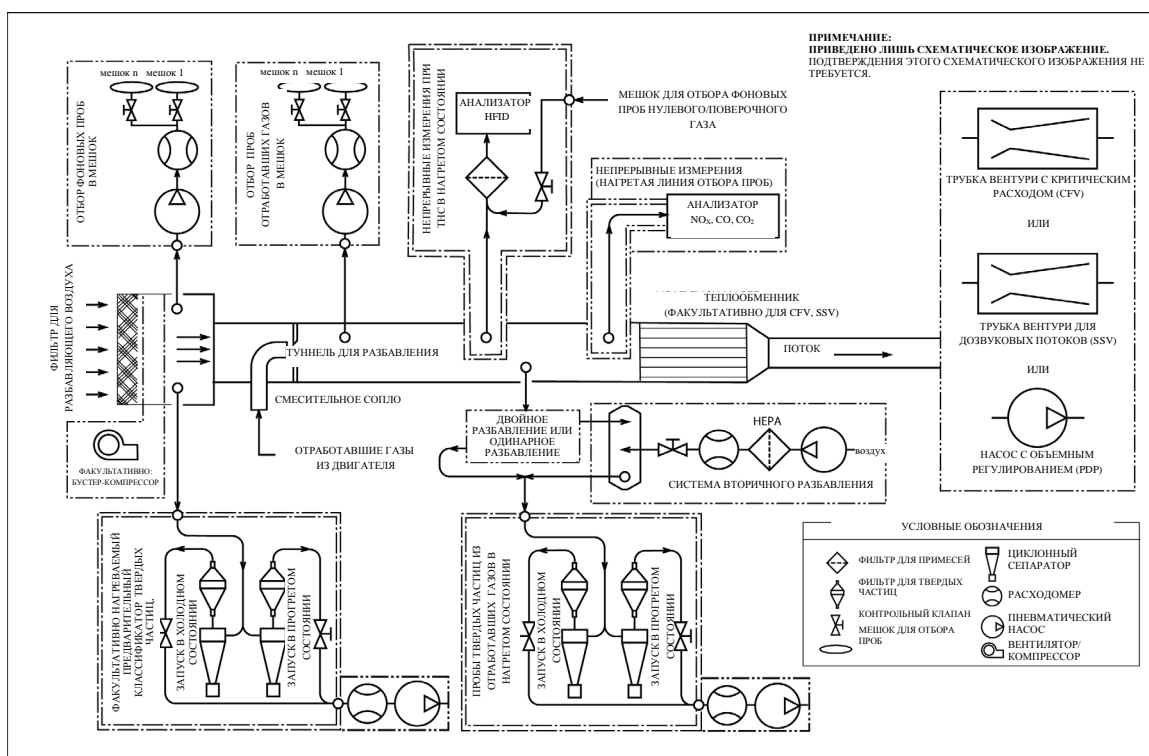 ПРИМЕЧАНИЕ:
ПРИВЕДЕНО ЛИШЬ СХЕМАТИЧЕСКОЕ ИЗОБРАЖЕНИЕ.
ПОДТВЕРЖДЕНИЯ ЭТОГО СХЕМАТИЧЕСКОГО ИЗОБРАЖЕНИЯ НЕ
ТРЕБУЕТСЯ.
мешок n мешок 1
ОТБОР ФОНОВЫХ ПРОБ
В МЕШОК
мешок n мешок 1
ОТБОР ПРОБ
ОТРАБОТАВШИХ ГАЗОВ
В МЕШОК
НЕПРЕРЫВНЫЕ ИЗМЕРЕНИЯ ПРИ
ТНС В НАГРЕТОМ СОСТОЯНИИ
АНАЛИЗАТОР
HFID
МЕШОК ДЛЯ ОТБОРА ФОНОВЫХ
ПРОБ НУЛЕВОГО/ПОВЕРОЧНОГО
ГАЗА
НЕПРЕРЫВНЫЕ ИЗМЕРЕНИЯ
(НАГРЕТАЯ ЛИНИЯ ОТБОРА ПРОБ)
АНАЛИЗАТОР
NOX, CO, CO2
ТРУБКА ВЕНТУРИ С КРИТИЧЕСКИМ
РАСХОДОМ (CFV)
ИЛИ
ТРУБКА ВЕНТУРИ ДЛЯ
ДОЗВУКОВЫХ ПОТОКОВ (SSV)
ИЛИ
НАСОС С ОБЪЕМНЫМ
РЕГУЛИРОВАНИЕМ (PDP)
ФИЛЬТР ДЛЯ
РАЗБАВЛЯЮЩЕГО ВОЗДУХА
ТУННЕЛЬ ДЛЯ РАЗБАВЛЕНИЯ
ТЕПЛООБМЕННИК
(ФАКУЛЬТАТИВНО ДЛЯ CFV, SSV)
ПОТОК
СМЕСИТЕЛЬНОЕ СОПЛО
ОТРАБОТАВШИЕ ГАЗЫ
ИЗ ДВИГАТЕЛЯ
ФАКУЛЬТАТИВНО:
БУСТЕР-КОМПРЕССОР
ДВОЙНОЕ
РАЗБАВЛЕНИЕ ИЛИ
ОДИНАРНОЕ
РАЗБАВЛЕНИЕ
HEPA
воздух
СИСТЕМА ВТОРИЧНОГО РАЗБАВЛЕНИЯ
ФАКУЛЬТАТИВНО НАГРЕВАЕМЫЙ
ПРЕДВАРИТЕЛЬНЫЙ
КЛАССИФИКАТОР ТВЕРДЫХ
ЧАСТИЦ,
ЗАПУСК В ХОЛОДНОМ
СОСТОЯНИИ
ЗАПУСК В ПРОГРЕТОМ
СОСТОЯНИИ
ПРОБЫ ТВЕРДЫХ ЧАСТИЦ ИЗ
ОТРАБОТАВШИХ ГАЗОВ В
НАГРЕТОМ СОСТОЯНИИ
ЗАПУСК В ХОЛОДНОМ
СОСТОЯНИИ
ЗАПУСК В ПРОГРЕТОМ
СОСТОЯНИИ
УСЛОВНЫЕ ОБОЗНАЧЕНИЯ
ФИЛЬТР ДЛЯ ПРИМЕСЕЙ
ФИЛЬТР ДЛЯ ТВЕРДЫХ
ЧАСТИЦ
КОНТРОЛЬНЫЙ КЛАПАН
МЕШОК ДЛЯ ОТБОРА
ПРОБ
ЦИКЛОННЫЙ
СЕПАРАТОР
РАСХОДОМЕР
ПНЕВМАТИЧЕСКИЙ
НАСОС
ВЕНТИЛЯТОР/
КОМПРЕССОР